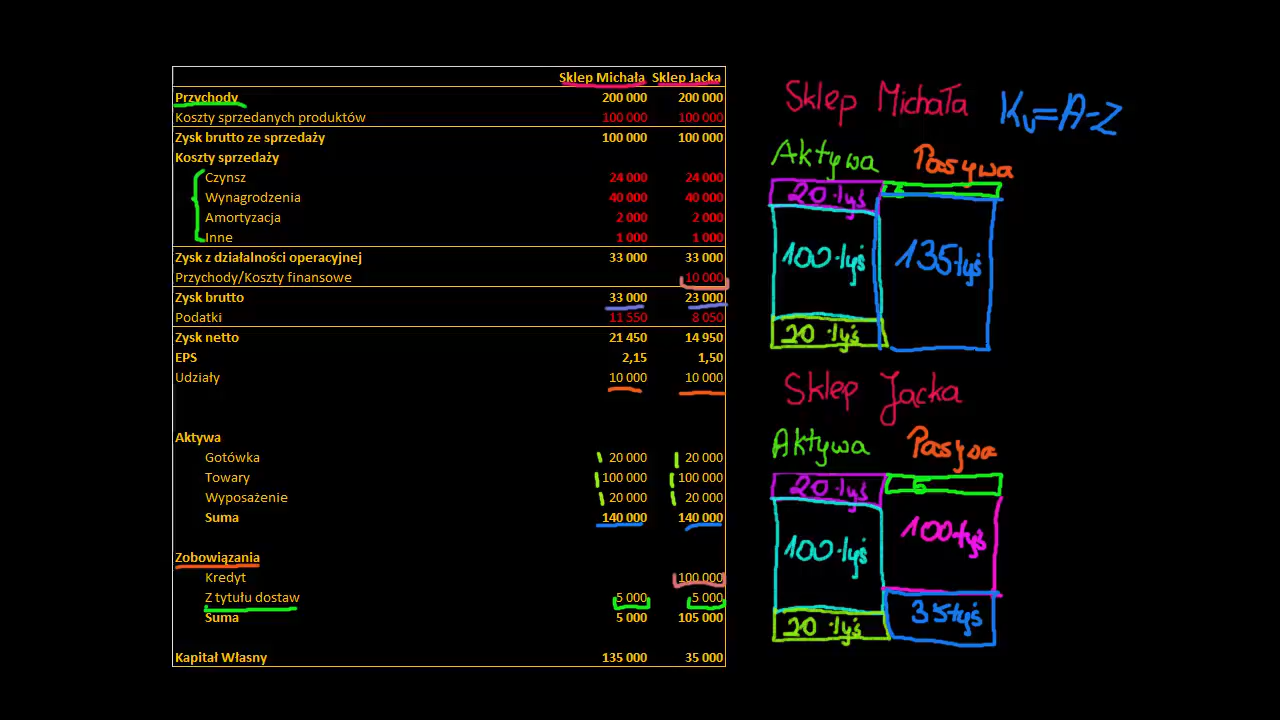 Sklep Michała Sklep Jacka
Przychody 200 000 200 000
Koszty sprzedanych produktów 100 000 100 000
Zysk brutto ze sprzedaży 100 000 100 000
Koszty sprzedaży
Czynsz 24 000 24 000
Wynagrodzenia 40 000 40 000
Amortyzacja 2 000 2 000
Inne 1 000 1 000
Zysk z działalności operacyjnej 33 000 33 000
Przychody/Koszty finansowe 10 000
Zysk brutto 33 000 23 000
Podatki 11 550 8 050
Zysk netto 21 450 14 950
EPS 2,15 1,50
Udziały 10 000 10 000
Aktywa
Gotówka 20 000 20 000
Towary 100 000 100 000
Wyposażenie 20 000 20 000
Suma 140 000 140 000
Zobowiązania
Kredyt 100 000
Z tytułu dostaw 5 000 5 000
Suma 5 000 105 000
Kapitał Własny 135 000 35 000
Sklep Michała Kw=A-Z
Aktywa Pasywa
20 tyś 5
100 tyś 135 tyś
20 tyś
Sklep Jacka
Aktywa Pasywa
20 tyś 5
100 tyś 100 tyś
20 tyś 35 tyś